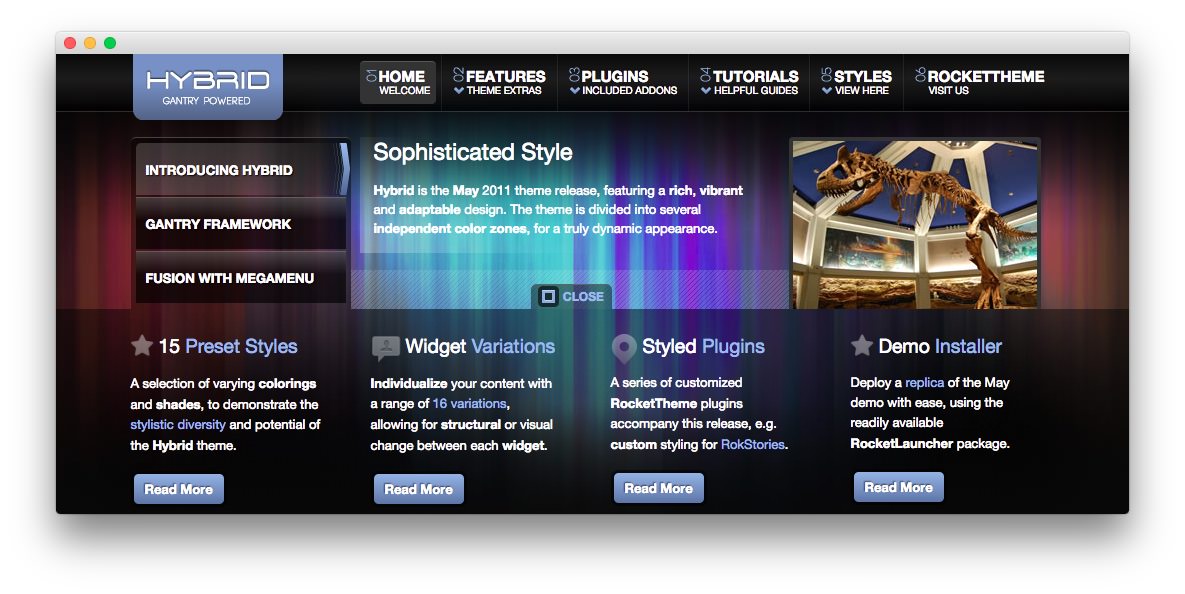 HYBRID
GANTRY POWERED
01 HOME
WELCOME
02 FEATURES
THEME EXTRAS
03 PLUGINS
INCLUDED ADDONS
04 TUTORIALS
HELPFUL GUIDES
05 STYLES
VIEW HERE
06 ROCKETTHEME
VISIT US
INTRODUCING HYBRID
GANTRY FRAMEWORK
FUSION WITH MEGAMENU
Sophisticated Style
Hybrid is the May 2011 theme release, featuring a rich, vibrant
and adaptable design. The theme is divided into several
independent color zones, for a truly dynamic appearance.
CLOSE
15 Preset Styles
A selection of varying colorings
and shades, to demonstrate the
stylistic diversity and potential of
the Hybrid theme.
Read More
Widget Variations
Individualize your content with
a range of 16 variations,
allowing for structural or visual
change between each widget.
Read More
Styled Plugins
A series of customized
RocketTheme plugins
accompany this release, e.g.
custom styling for RokStories.
Read More
Demo Installer
Deploy a replica of the May
demo with ease, using the
readily available
RocketLauncher package.
Read More